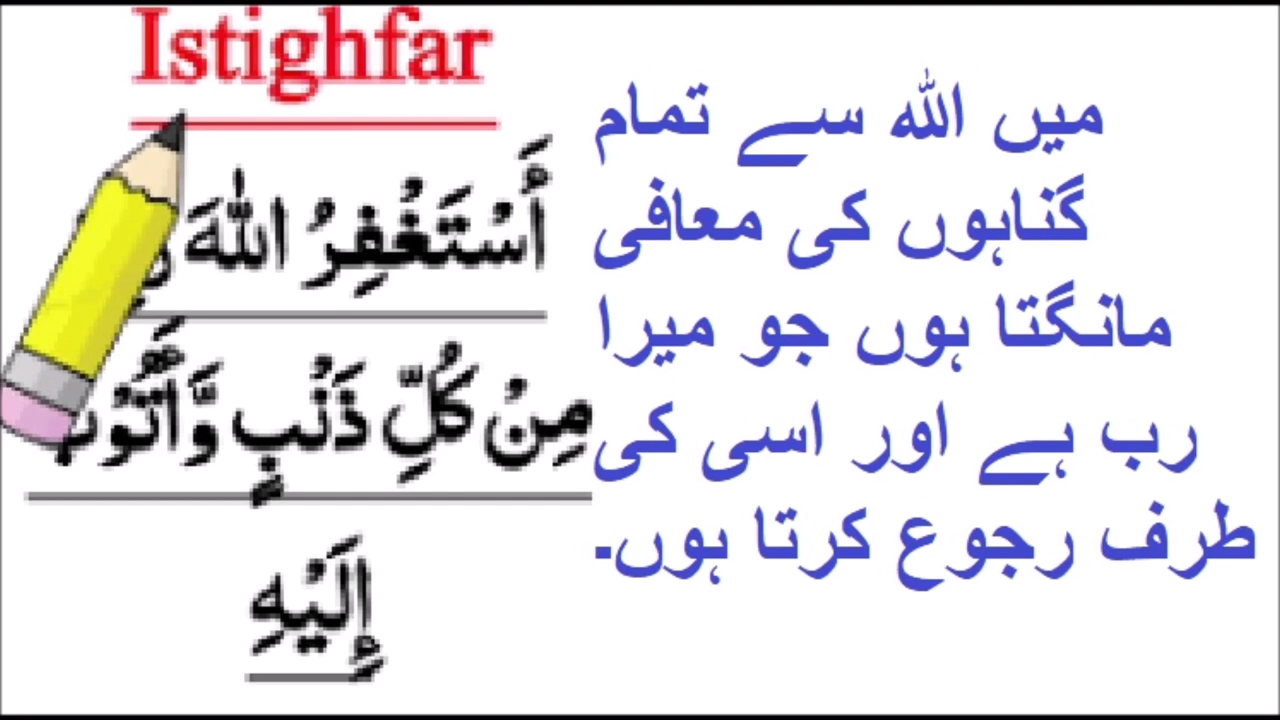 Istighfar
أَسْتَغْفِرُ اللهَ
مِنْ كُلِّ ذَنْبٍ
إِلَيْهِ
میں اللہ سے تمام
گناہوں کی معافی
مانگتا ہوں جو میرا
رب ہے اور اسی کی
طرف رجوع کرتا ہوں۔